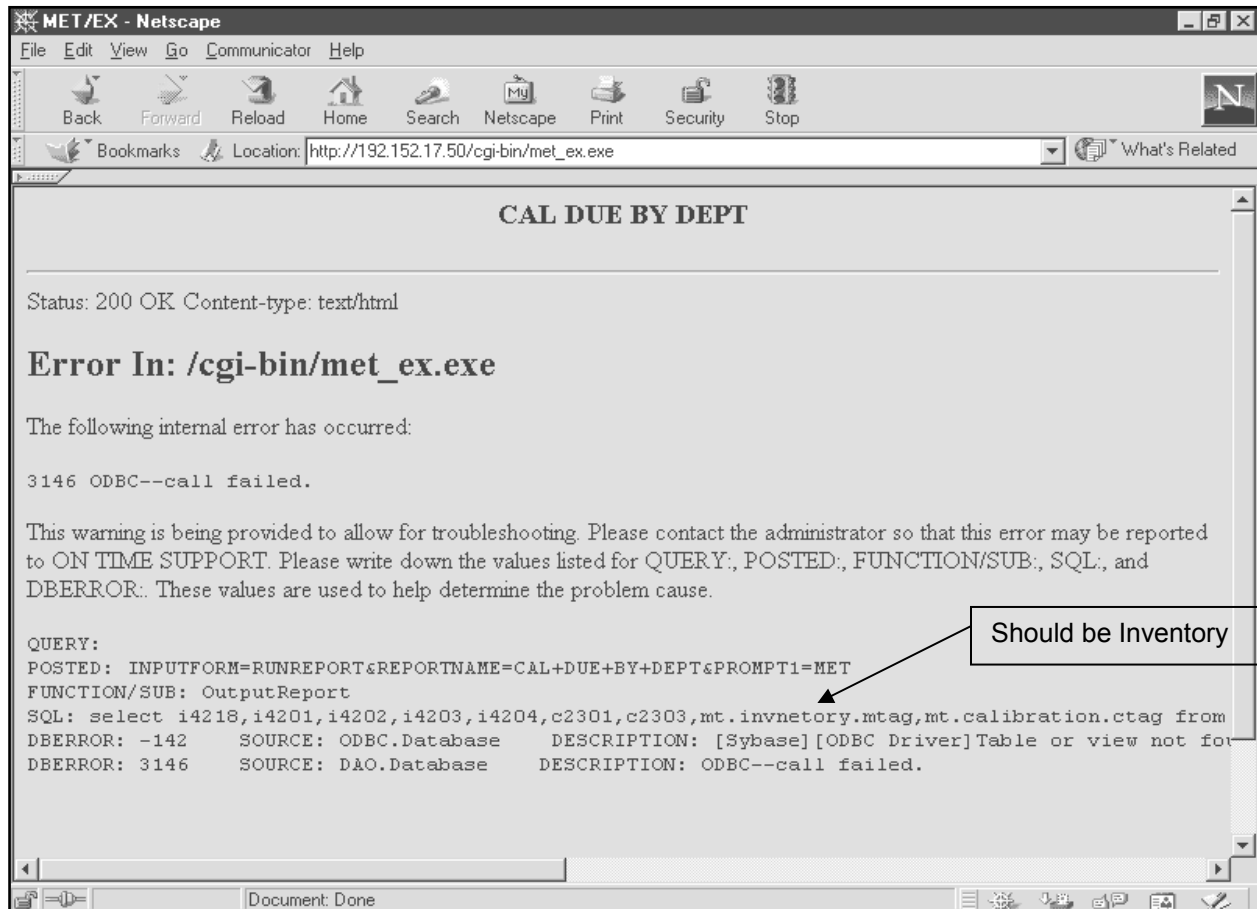 MET/EX - Netscape
File Edit View Go Communicator Help
Back Forward Reload Home Search Netscape Print Security Stop
My
N
Bookmarks Location: http://192.152.17.50/cgi-bin/met_ex.exe What's Related
CAL DUE BY DEPT
Status: 200 OK Content-type: text/html
Error In: /cgi-bin/met_ex.exe
The following internal error has occurred:
3146 ODBC--call failed.
This warning is being provided to allow for troubleshooting. Please contact the administrator so that this error may be reported
to ON TIME SUPPORT. Please write down the values listed for QUERY:, POSTED:, FUNCTION/SUB:, SQL:, and
DBERROR:. These values are used to help determine the problem cause.
Should be Inventory
QUERY:
POSTED: INPUTFORM=RUNREPORT&REPORTNAME=CAL+DUE+BY+DEPT&PROMPT1=MET
FUNCTION/SUB: OutputReport
SQL: select i4218,i4201,i4202,i4203,i4204,c2301,c2303,mt.invnetory.mtag,mt.calibration.ctag from
DBERROR: -142 SOURCE: ODBC.Database DESCRIPTION: [Sybase][ODBC Driver]Table or view not fou
DBERROR: 3146 SOURCE: DAO.Database DESCRIPTION: ODBC--call failed.
Document: Done